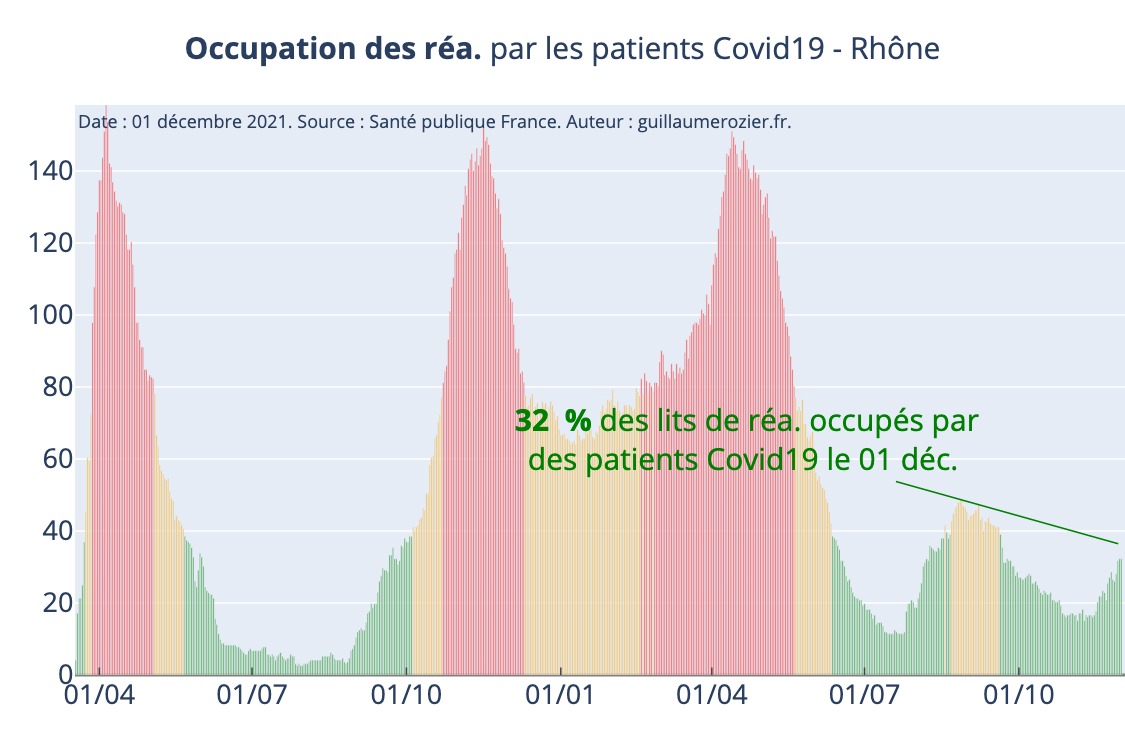 Occupation des réa. par les patients Covid19 - Rhône
Date : 01 décembre 2021. Source : Santé publique France. Auteur : guillaumerozier.fr.
140
120
100
80
32 % des lits de réa. occupés par
des patients Covid19 le 01 déc.
60
40
20
0
01/04 01/07 01/10 01/01 01/04 01/07 01/10